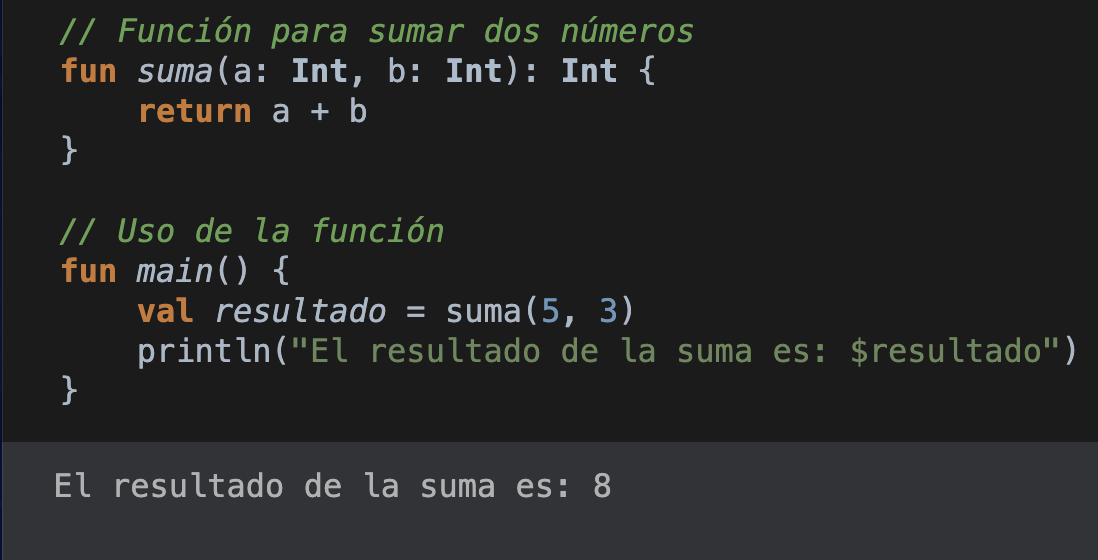 // Función para sumar dos números
fun suma(a: Int, b: Int): Int {
    return a + b
}

// Uso de la función
fun main() {
    val resultado = suma(5, 3)
    println("El resultado de la suma es: $resultado")
}

El resultado de la suma es: 8